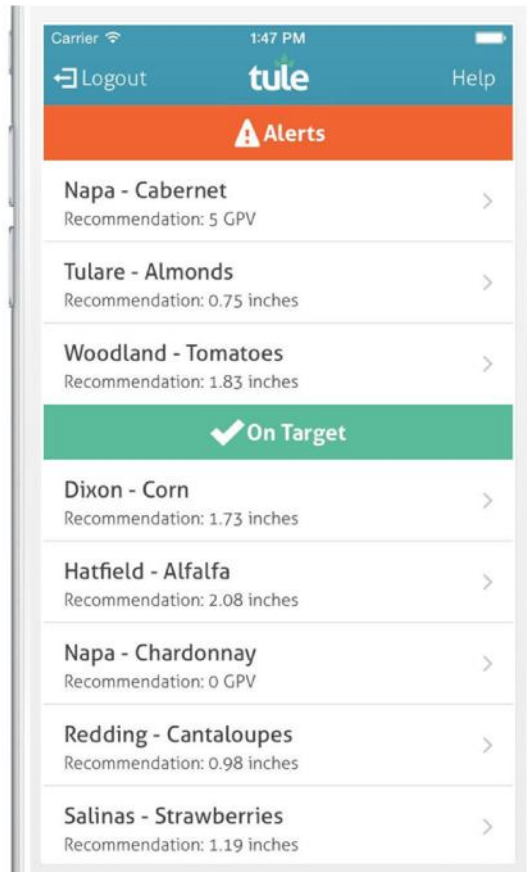 Carrier 1:47 PM
Logout tule Help
Alerts
Napa - Cabernet
Recommendation: 5 GPV
Tulare - Almonds
Recommendation: 0.75 inches
Woodland - Tomatoes
Recommendation: 1.83 inches
On Target
Dixon - Corn
Recommendation: 1.73 inches
Hatfield - Alfalfa
Recommendation: 2.08 inches
Napa - Chardonnay
Recommendation: 0 GPV
Redding - Cantaloupes
Recommendation: 0.98 inches
Salinas - Strawberries
Recommendation: 1.19 inches